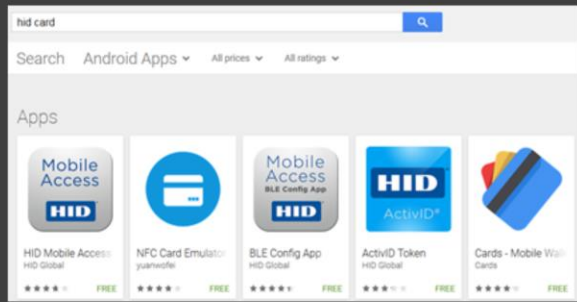 hid card
Search Android Apps All prices All ratings
Apps
Mobile Access HID
Mobile Access BLE Config App HID
HID ActivID®
HID Mobile Access
HID Global
FREE
NFC Card Emulator
yuanwofei
FREE
BLE Config App
HID Global
FREE
ActivID Token
HID Global
FREE
Cards - Mobile Wal
Cards
FREE